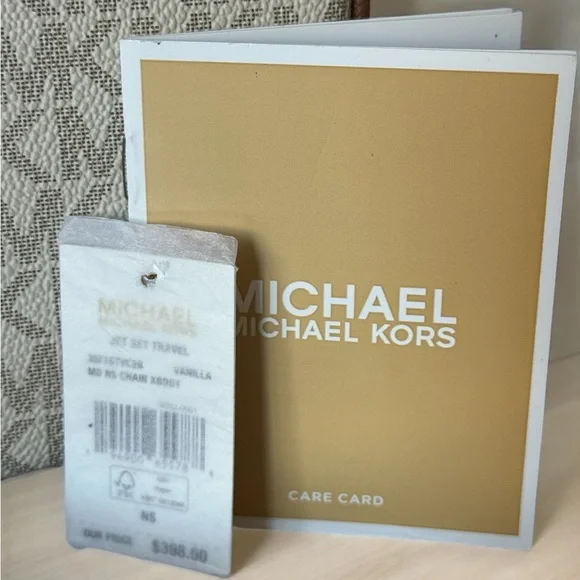 MICHAEL
MICHAEL KORS
CARE CARD
MICHAEL
MICHAEL KORS
JET SET TRAVEL
VANILLA
MD NS CHAIN XBODY
NS
OUR PRICE
$398.00